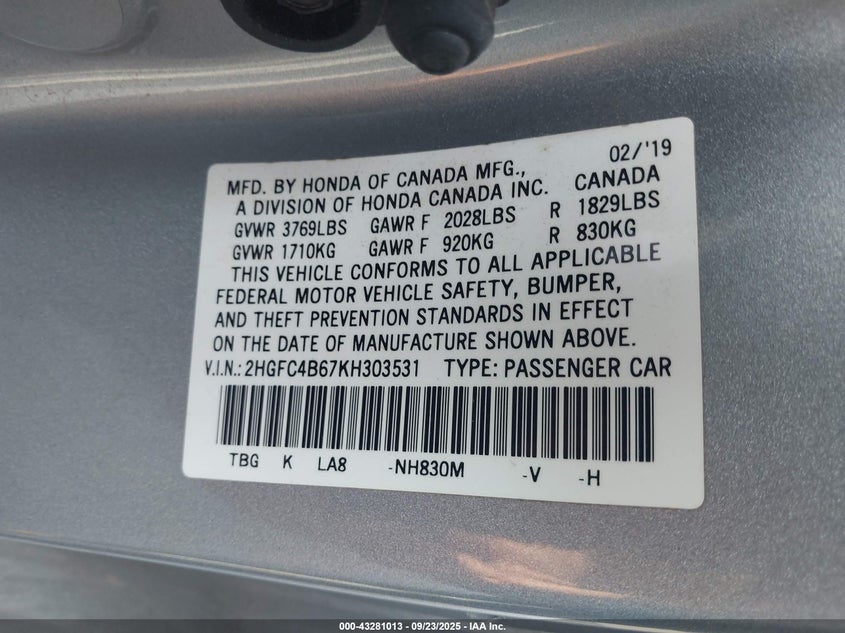 02/'19
MFD. BY HONDA OF CANADA MFG., CANADA
A DIVISION OF HONDA CANADA INC.
GVWR 3769LBS GAWR F 2028LBS R 1829LBS
GVWR 1710KG GAWR F 920KG R 830KG
THIS VEHICLE CONFORMS TO ALL APPLICABLE
FEDERAL MOTOR VEHICLE SAFETY, BUMPER,
AND THEFT PREVENTION STANDARDS IN EFFECT
ON THE DATE OF MANUFACTURE SHOWN ABOVE.
V.I.N.: 2HGFC4B67KH303531 TYPE: PASSENGER CAR
TBG K LA8 -NH830M -V -H
000-43281013 - 09/23/2025 - IAA Inc.